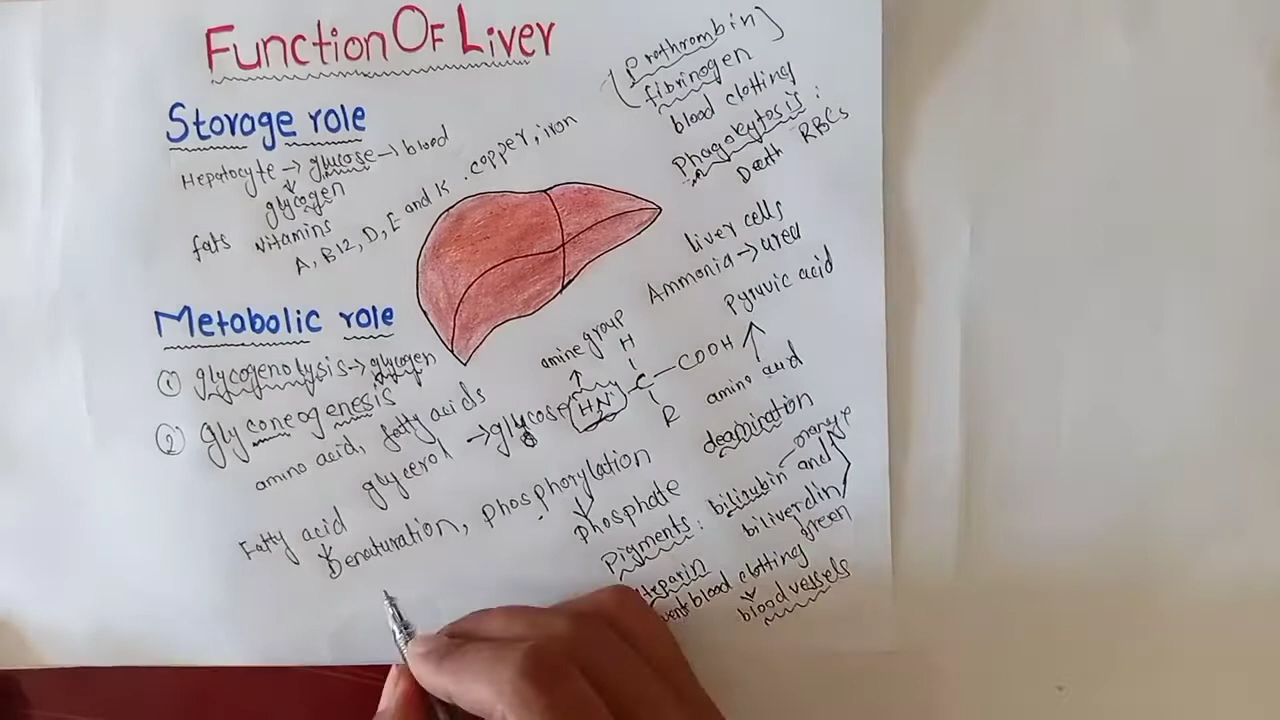 Function Of Liver
Storage role
Hepatocyte → glucose → blood
glycogen
fats vitamins
A, B12, D, E and K . copper, iron
Metabolic role
① glycogenolysis → glycogen
② glyconeogenesis
amino acid, fatty acids
glycerol → glucose
Fatty acid
Denaturation, phosphorylation
phosphate
(Prothrombin)
fibrinogen
blood clotting
Phagocytosis :
Death RBCs
liver cells
Ammonia → urea
Pyruvic acid
amino acid
deamination
amine group
H
HN - C - COOH
R
Pigments : bilirubin and
orange
biliverdin
green
Heparin
blood clotting
blood vessels